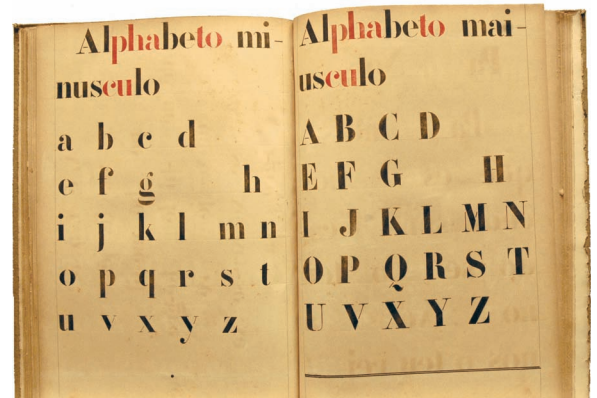 Alphabeto mi-
nusculo
a b c d
e f g h
i j k l m n
o p q r s t
u v x y z
Alphabeto mai-
usculo
A B C D
E F G H
I J K L M N
O P Q R S T
U V X Y Z